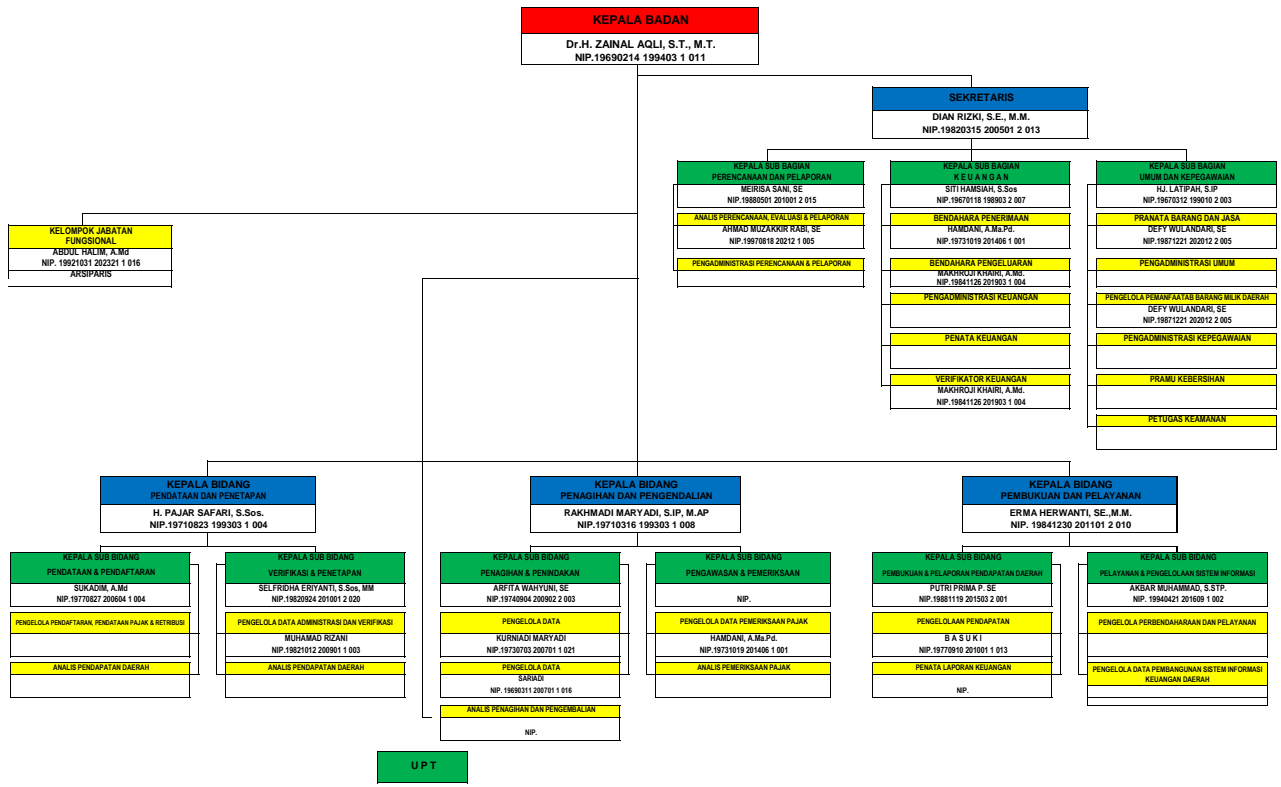 KEPALA BADAN
Dr.H. ZAINAL AQLI, S.T., M.T.
NIP.19690214 199403 1 011
SEKRETARIS
DIAN RIZKI, S.E., M.M.
NIP.19820315 200501 2 013
KEPALA SUB BAGIAN
PERENCANAAN DAN PELAPORAN
MEIRISA SANI, SE
NIP.19880501 201001 2 015
ANALIS PERENCANAAN, EVALUASI & PELAPORAN
AHMAD MUZAKKIR RABI, SE
NIP.19970818 20212 1 005
PENGADMINISTRASI PERENCANAAN & PELAPORAN
KEPALA SUB BAGIAN
K E U A N G A N
SITI HAMSIAH, S.Sos
NIP.19670118 198903 2 007
BENDAHARA PENERIMAAN
HAMDANI, A.Ma.Pd.
NIP.19731019 201406 1 001
BENDAHARA PENGELUARAN
MAKHROJI KHAIRI, A.Md.
NIP.19841126 201903 1 004
PENGADMINISTRASI KEUANGAN
PENATA KEUANGAN
VERIFIKATOR KEUANGAN
MAKHROJI KHAIRI, A.Md.
NIP.19841126 201903 1 004
KEPALA SUB BAGIAN
UMUM DAN KEPEGAWAIAN
HJ. LATIPAH, S.IP
NIP.19670312 199010 2 003
PRANATA BARANG DAN JASA
DEFY WULANDARI, SE
NIP.19871221 202012 2 005
PENGADMINISTRASI UMUM
PENGELOLA PEMANFAATAB BARANG MILIK DAERAH
DEFY WULANDARI, SE
NIP.19871221 202012 2 005
PENGADMINISTRASI KEPEGAWAIAN
PRAMU KEBERSIHAN
PETUGAS KEAMANAN
KELOMPOK JABATAN
FUNGSIONAL
ABDUL HALIM, A.Md
NIP. 19921031 202321 1 016
ARSIPARIS
KEPALA BIDANG
PENDATAAN DAN PENETAPAN
H. PAJAR SAFARI, S.Sos.
NIP.19710823 199303 1 004
KEPALA SUB BIDANG
PENDATAAN & PENDAFTARAN
SUKADIM, A.Md
NIP.19770827 200604 1 004
PENGELOLA PENDAFTARAN, PENDATAAN PAJAK & RETRIBUSI
ANALIS PENDAPATAN DAERAH
KEPALA SUB BIDANG
VERIFIKASI & PENETAPAN
SELFRIDHA ERIYANTI, S.Sos, MM
NIP.19820924 201001 2 020
PENGELOLA DATA ADMINISTRASI DAN VERIFIKASI
MUHAMAD RIZANI
NIP.19821012 200901 1 003
ANALIS PENDAPATAN DAERAH
KEPALA BIDANG
PENAGIHAN DAN PENGENDALIAN
RAKHMADI MARYADI, S.IP, M.AP
NIP.19710316 199303 1 008
KEPALA SUB BIDANG
PENAGIHAN & PENINDAKAN
ARFITA WAHYUNI, SE
NIP.19740904 200902 2 003
PENGELOLA DATA
KURNIADI MARYADI
NIP.19730703 200701 1 021
PENGELOLA DATA
SARIADI
NIP. 19690311 200701 1 016
ANALIS PENAGIHAN DAN PENGEMBALIAN
NIP.
KEPALA SUB BIDANG
PENGAWASAN & PEMERIKSAAN
NIP.
PENGELOLA DATA PEMERIKSAAN PAJAK
HAMDANI, A.Ma.Pd.
NIP.19731019 201406 1 001
ANALIS PEMERIKSAAN PAJAK
KEPALA BIDANG
PEMBUKUAN DAN PELAYANAN
ERMA HERWANTI, SE.,M.M.
NIP. 19841230 201101 2 010
KEPALA SUB BIDANG
PEMBUKUAN & PELAPORAN PENDAPATAN DAERAH
PUTRI PRIMA P. SE
NIP.19881119 201503 2 001
PENGELOLAAN PENDAPATAN
B A S U K I
NIP.19770910 201001 1 013
PENATA LAPORAN KEUANGAN
NIP.
KEPALA SUB BIDANG
PELAYANAN & PENGELOLAAN SISTEM INFORMASI
AKBAR MUHAMMAD, S.STP.
NIP. 19940421 201609 1 002
PENGELOLA PERBENDAHARAAN DAN PELAYANAN
PENGELOLA DATA PEMBANGUNAN SISTEM INFORMASI
KEUANGAN DAERAH
U P T